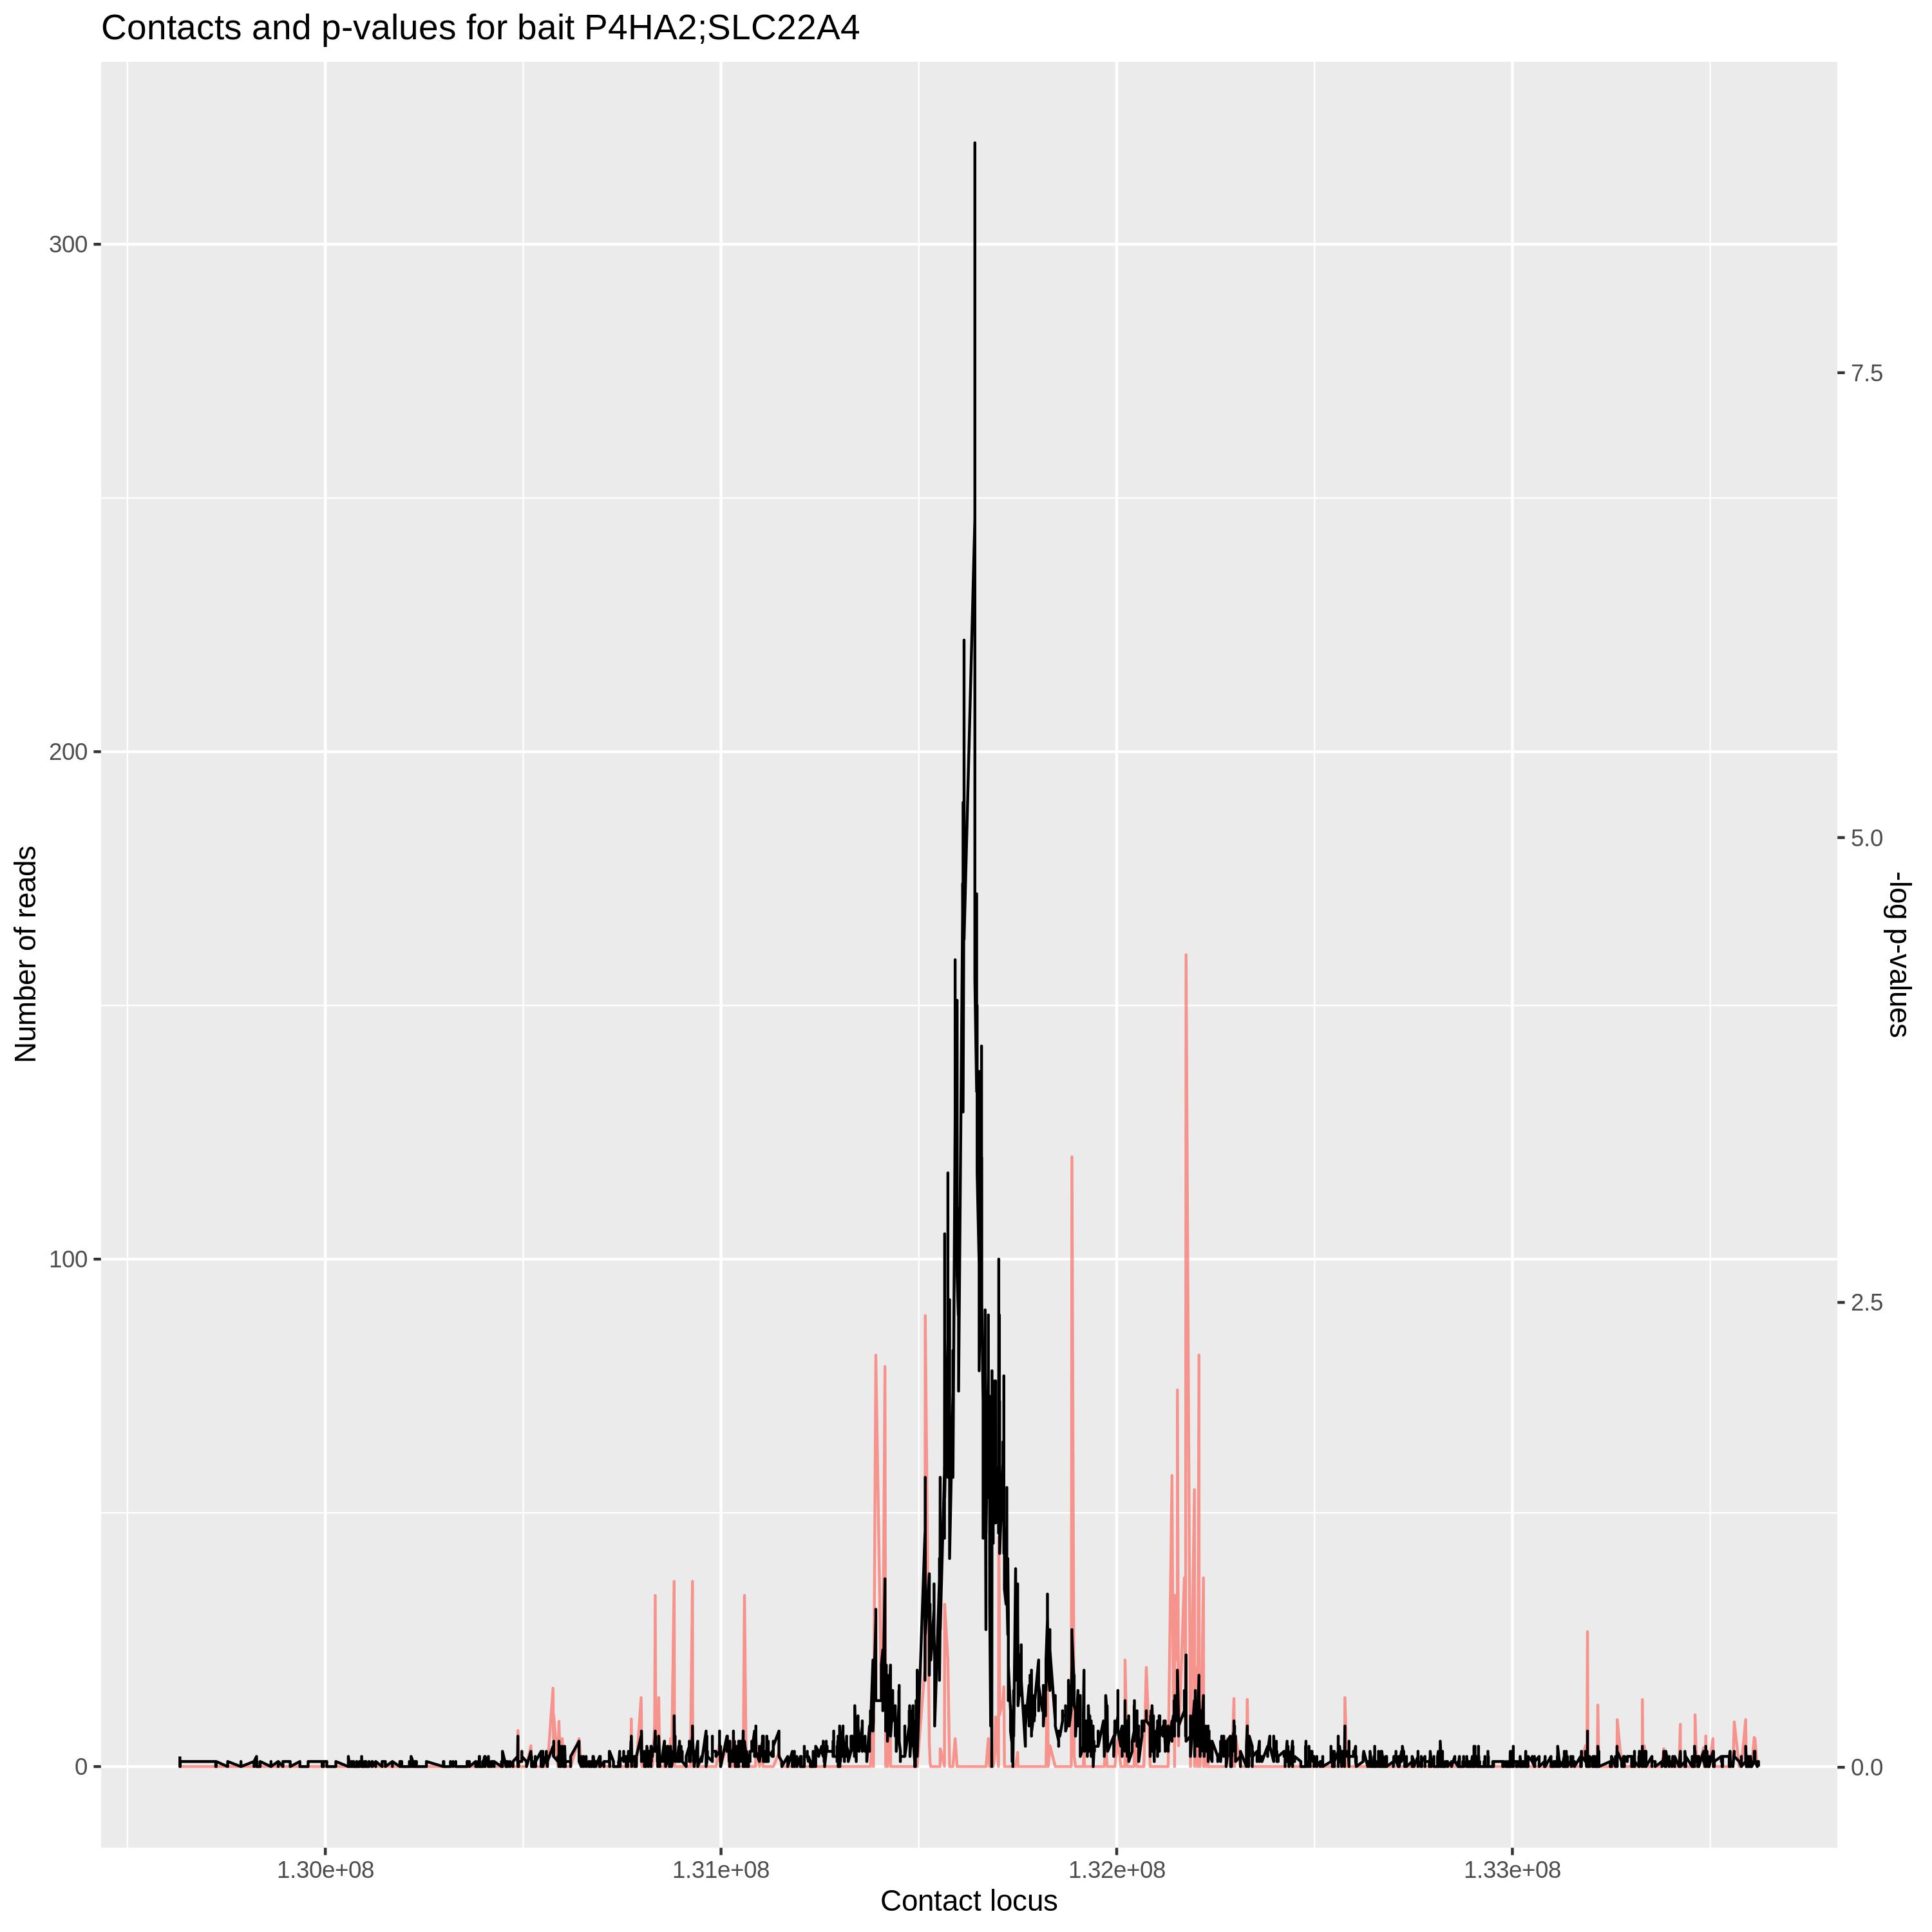 Contacts and p-values for bait P4HA2;SLC22A4
300
200
100
0
Number of reads
7.5
5.0
2.5
0.0
-log p-values
1.30e+08
1.31e+08
1.32e+08
1.33e+08
Contact locus